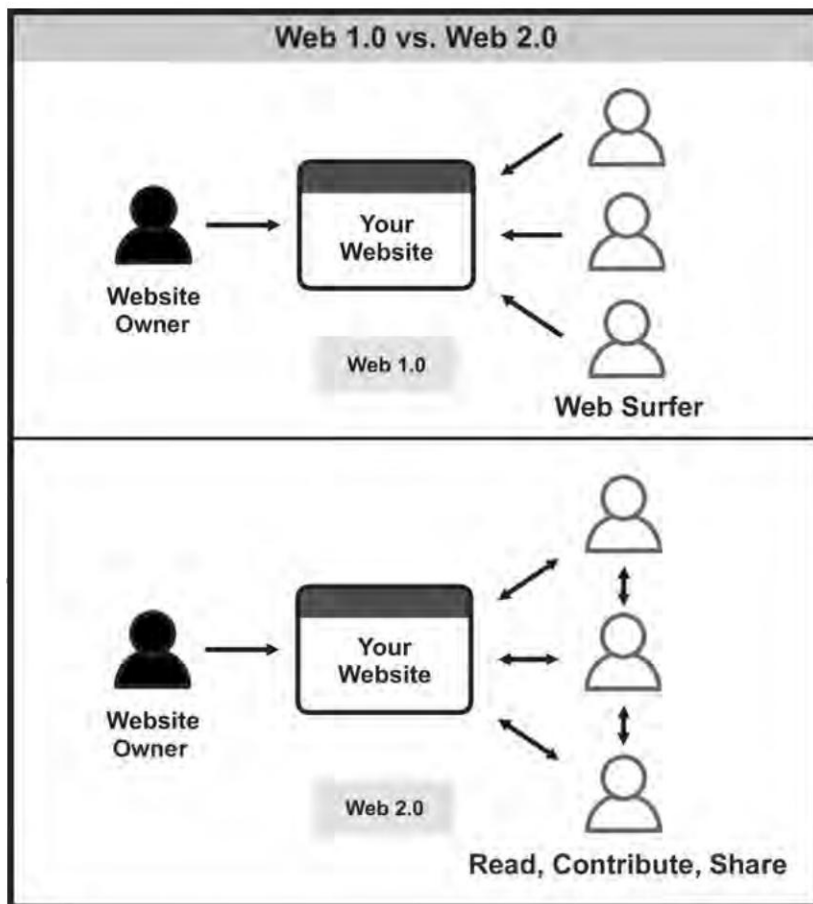 Web 1.0 vs. Web 2.0
Your
Website
Website
Owner
Web 1.0
Web Surfer
Your
Website
Website
Owner
Web 2.0
Read, Contribute, Share